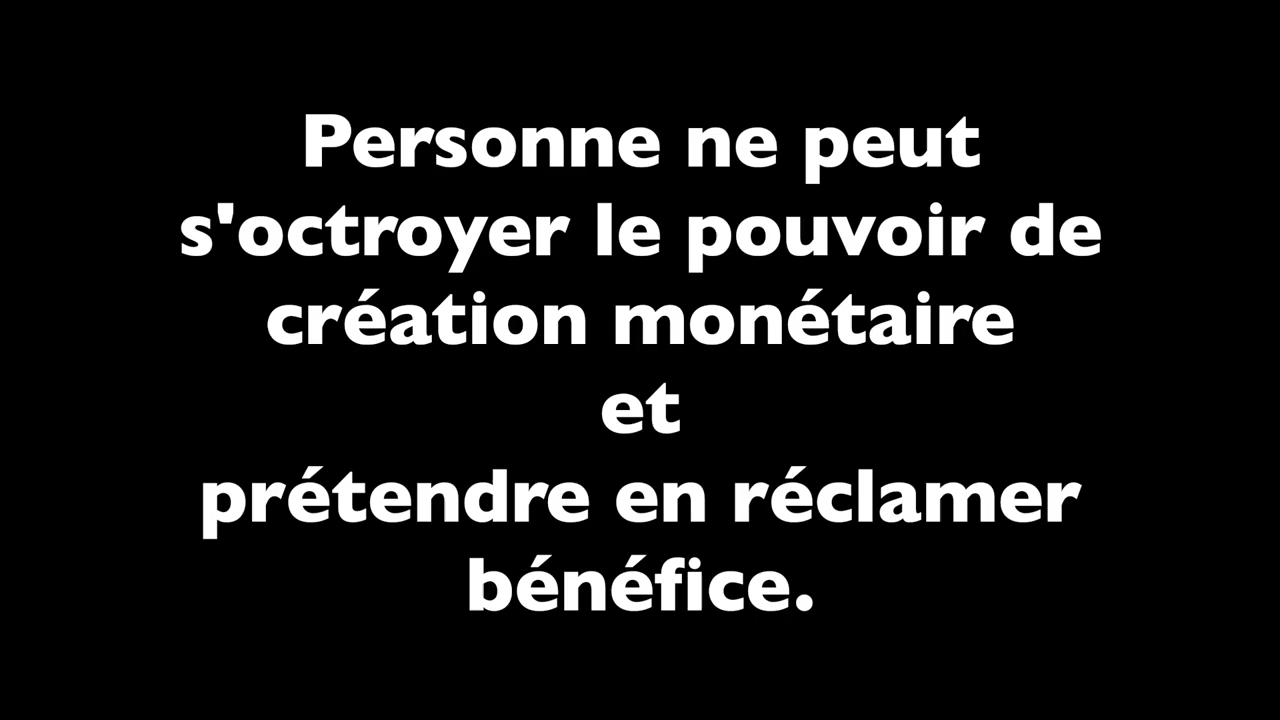 Personne ne peut
s'octroyer le pouvoir de
création monétaire
et
prétendre en réclamer
bénéfice.